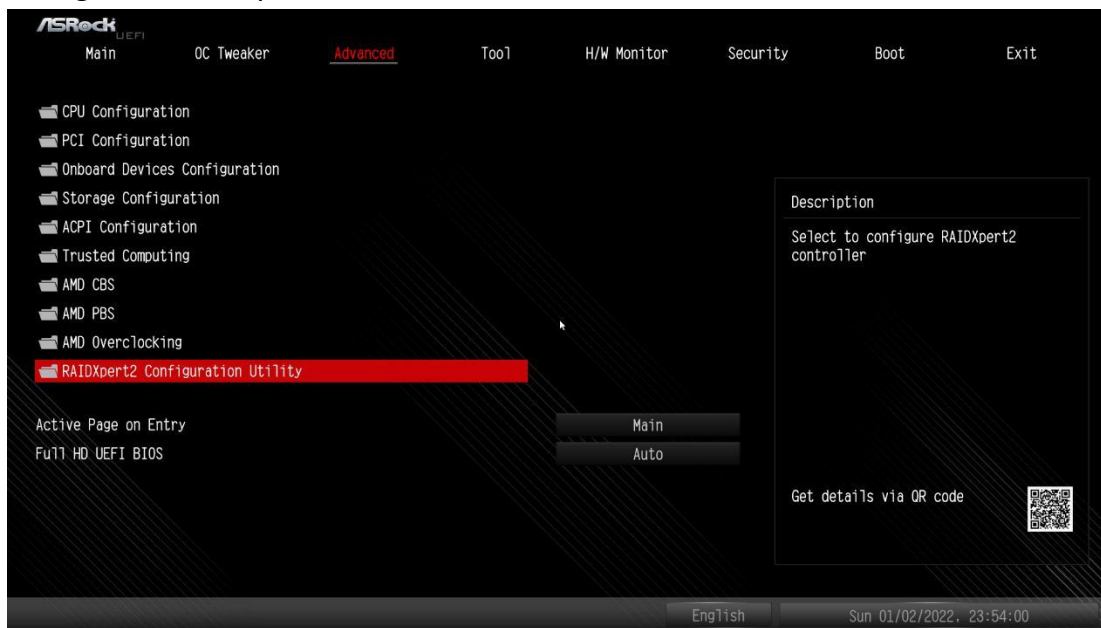 ASRock UEFI
Main OC Tweaker Advanced Tool H/W Monitor Security Boot Exit
CPU Configuration
PCI Configuration
Onboard Devices Configuration
Storage Configuration
ACPI Configuration
Trusted Computing
AMD CBS
AMD PBS
AMD Overclocking
RAIDXpert2 Configuration Utility
Active Page on Entry Main
Full HD UEFI BIOS Auto
Description
Select to configure RAIDXpert2
controller
Get details via QR code
English Sun 01/02/2022, 23:54:00